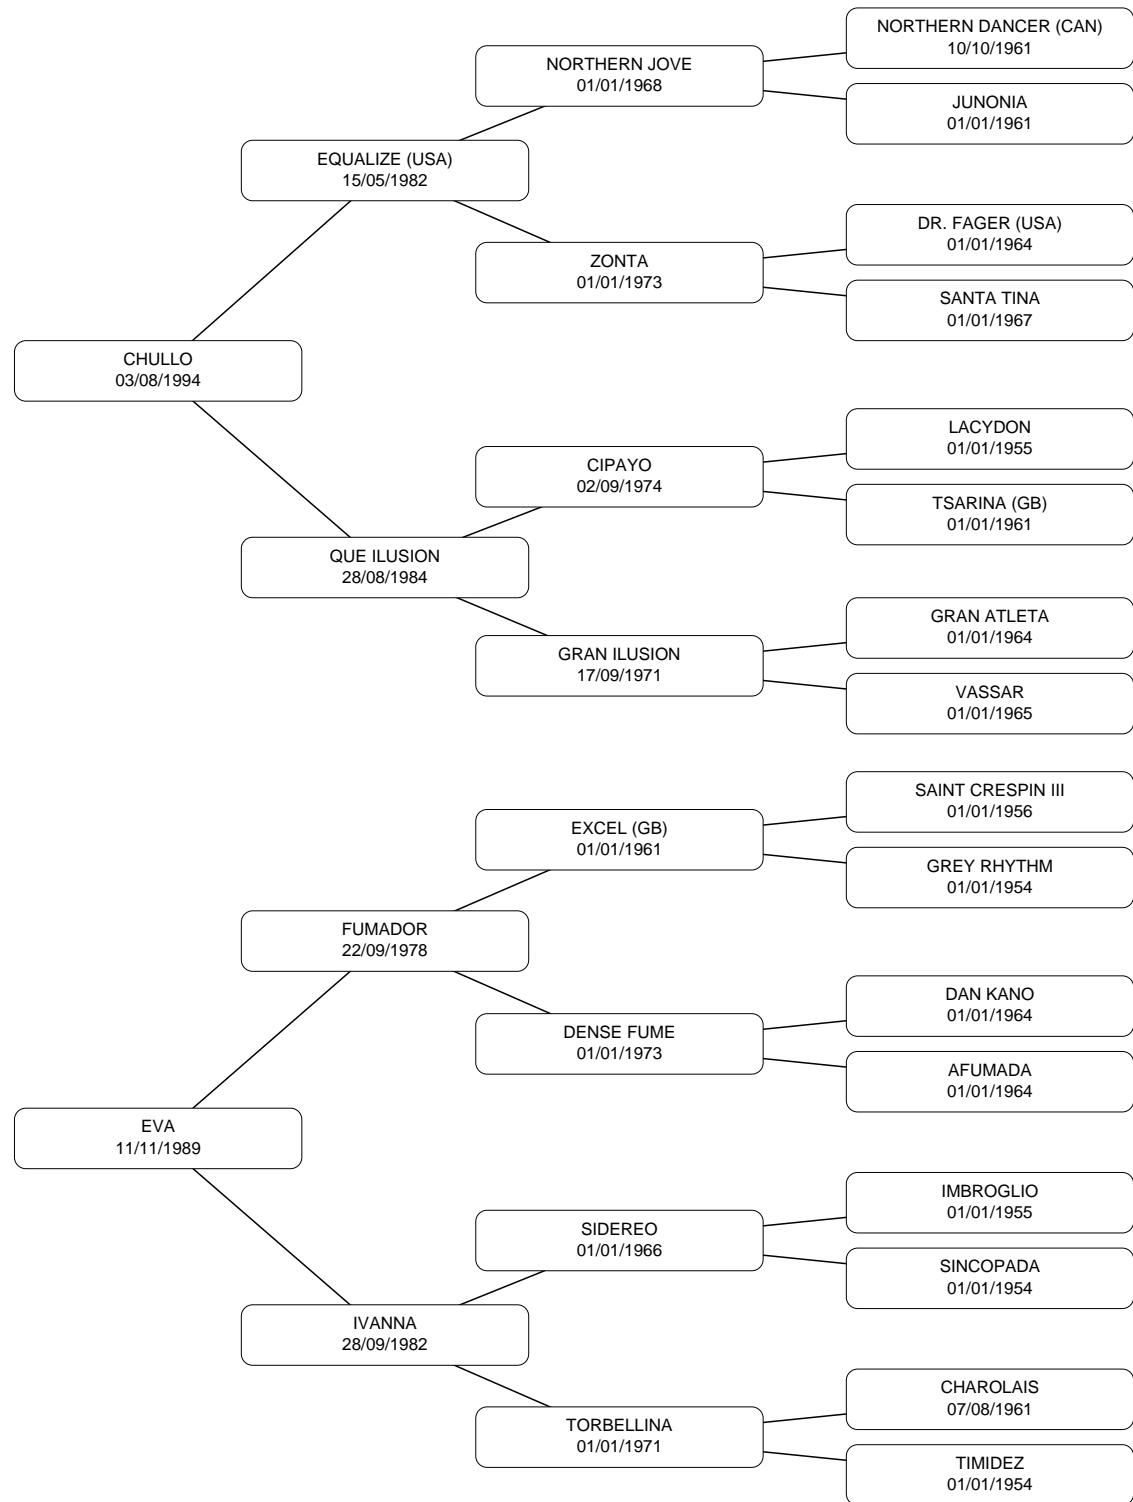 NORTHERN DANCER (CAN)
10/10/1961
NORTHERN JOVE
01/01/1968
JUNONIA
01/01/1961
EQUALIZE (USA)
15/05/1982
DR. FAGER (USA)
01/01/1964
ZONTA
01/01/1973
SANTA TINA
01/01/1967
CHULLO
03/08/1994
LACYDON
01/01/1955
CIPAYO
02/09/1974
TSARINA (GB)
01/01/1961
QUE ILUSION
28/08/1984
GRAN ATLETA
01/01/1964
GRAN ILUSION
17/09/1971
VASSAR
01/01/1965
SAINT CRESPIN III
01/01/1956
EXCEL (GB)
01/01/1961
GREY RHYTHM
01/01/1954
FUMADOR
22/09/1978
DAN KANO
01/01/1964
DENSE FUME
01/01/1973
AFUMADA
01/01/1964
EVA
11/11/1989
IMBROGLIO
01/01/1955
SIDEREO
01/01/1966
SINCOPADA
01/01/1954
IVANNA
28/09/1982
CHAROLAIS
07/08/1961
TORBELLINA
01/01/1971
TIMIDEZ
01/01/1954